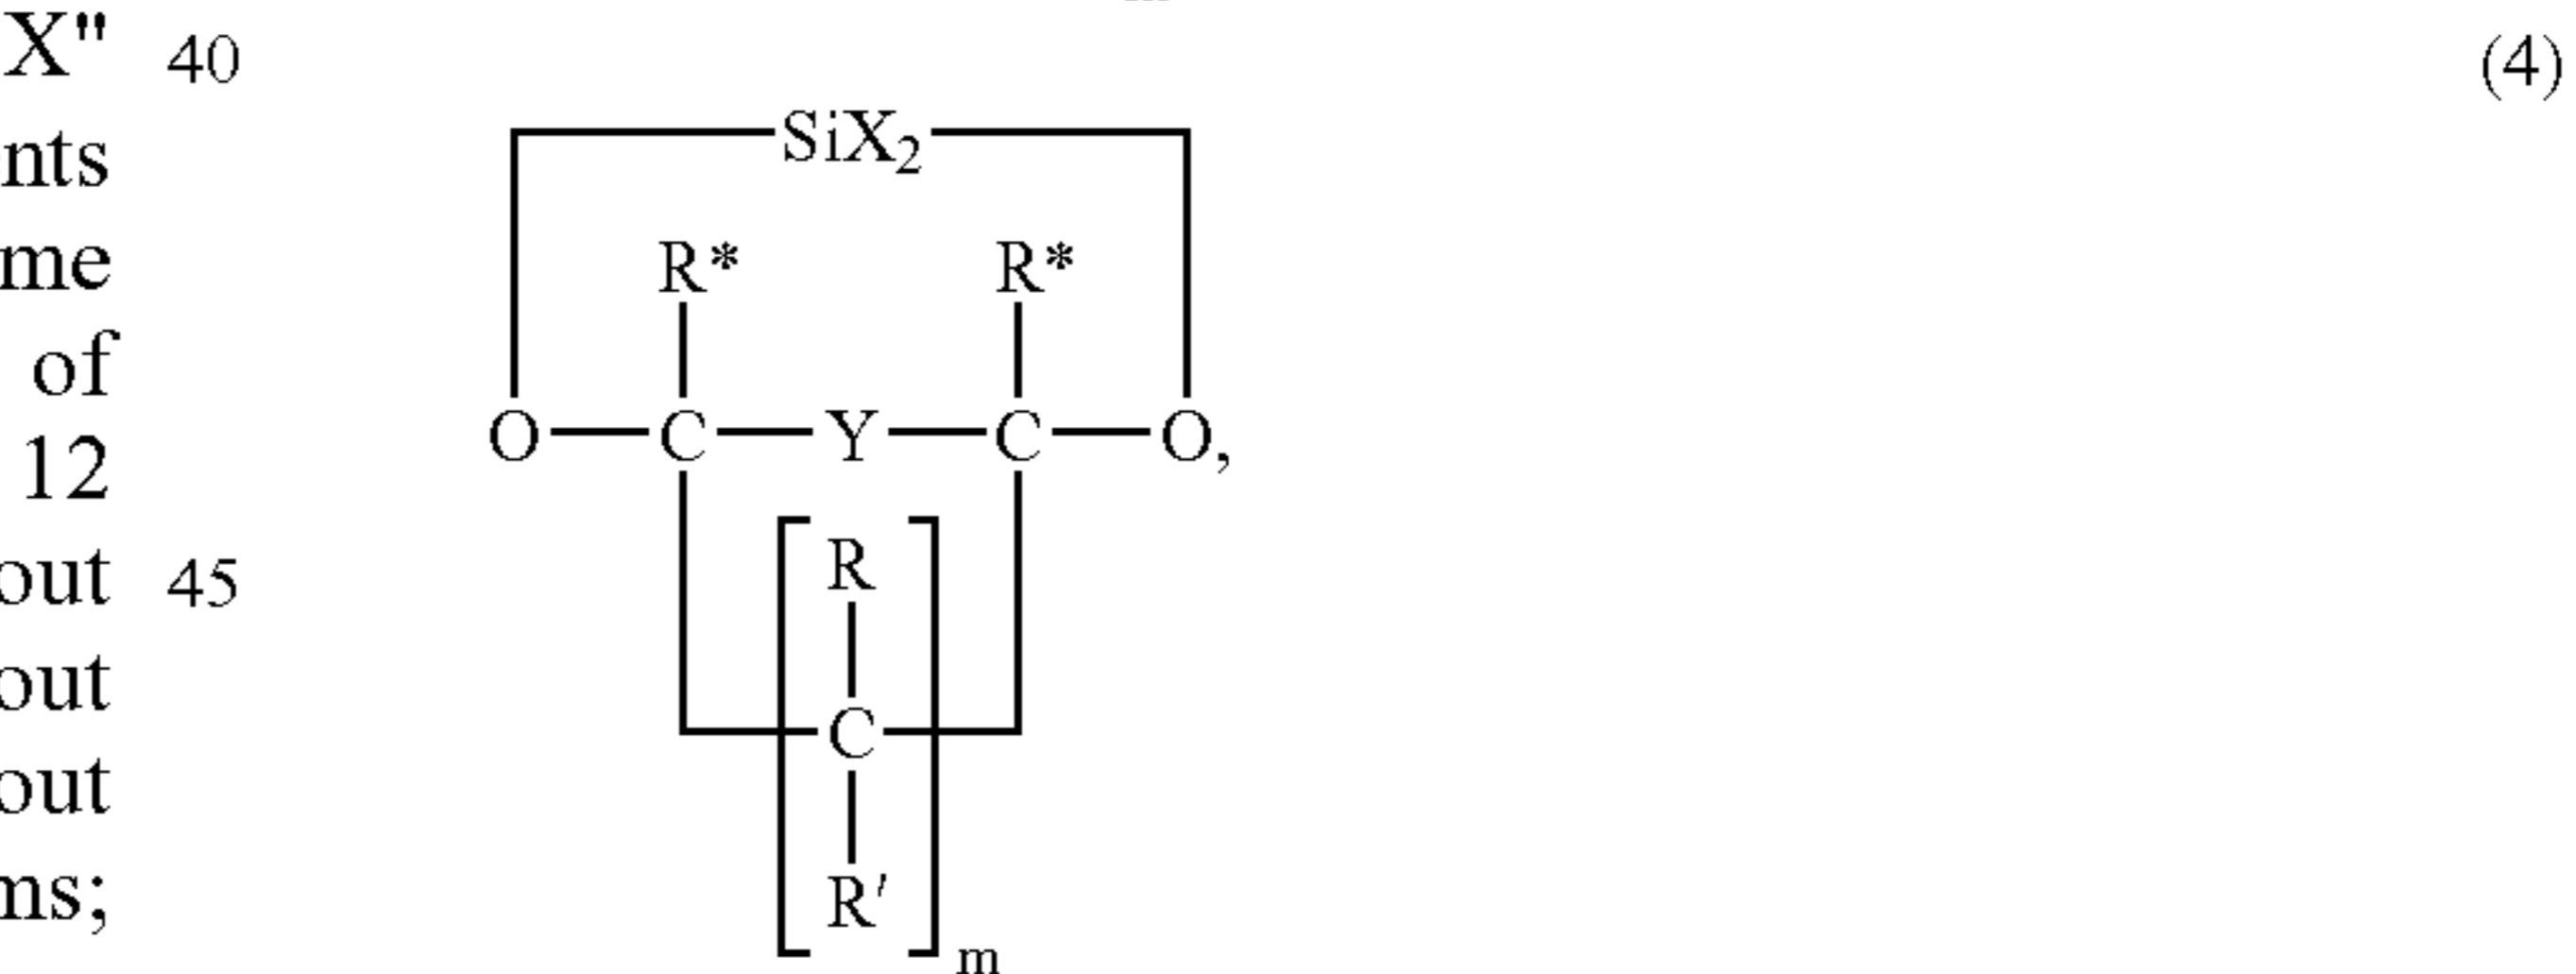 X" 40 (4)
SiX2
nts
R* R*
me
of
O C Y C O,
12
R
out 45
out
C
out
R'
ms;
m